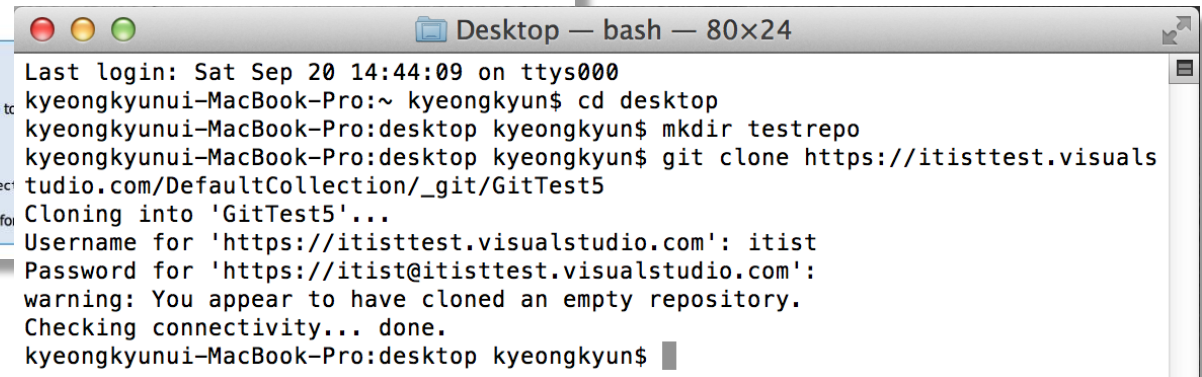 Desktop — bash — 80×24
Last login: Sat Sep 20 14:44:09 on ttys000
kyeongkyunui-MacBook-Pro:~ kyeongkyun$ cd desktop
kyeongkyunui-MacBook-Pro:desktop kyeongkyun$ mkdir testrepo
kyeongkyunui-MacBook-Pro:desktop kyeongkyun$ git clone https://itisttest.visuals
tudio.com/DefaultCollection/_git/GitTest5
Cloning into 'GitTest5'...
Username for 'https://itisttest.visualstudio.com': itist
Password for 'https://itist@itisttest.visualstudio.com':
warning: You appear to have cloned an empty repository.
Checking connectivity... done.
kyeongkyunui-MacBook-Pro:desktop kyeongkyun$